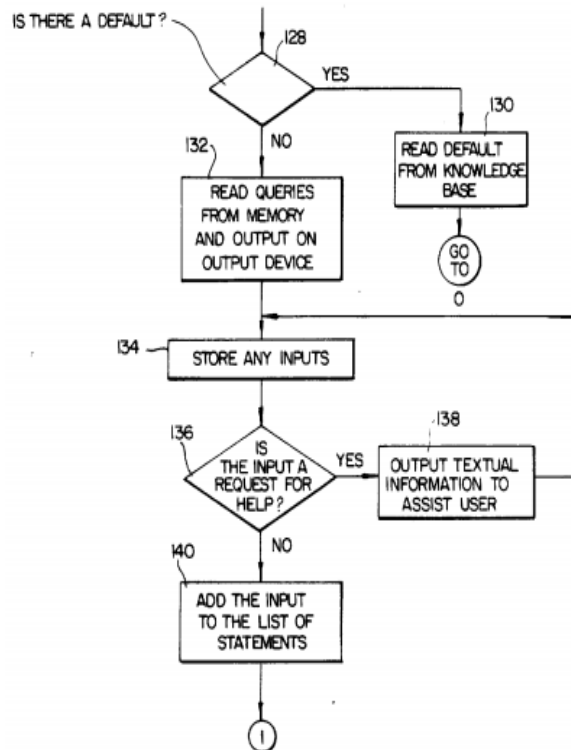 IS THERE A DEFAULT?
128
YES
NO
130
READ DEFAULT
FROM KNOWLEDGE
BASE
GO
TO
0
132
READ QUERIES
FROM MEMORY
AND OUTPUT ON
OUTPUT DEVICE
134
STORE ANY INPUTS
136
IS
THE INPUT A
REQUEST FOR
HELP?
YES
NO
138
OUTPUT TEXTUAL
INFORMATION TO
ASSIST USER
140
ADD THE INPUT
TO THE LIST OF
STATEMENTS
1